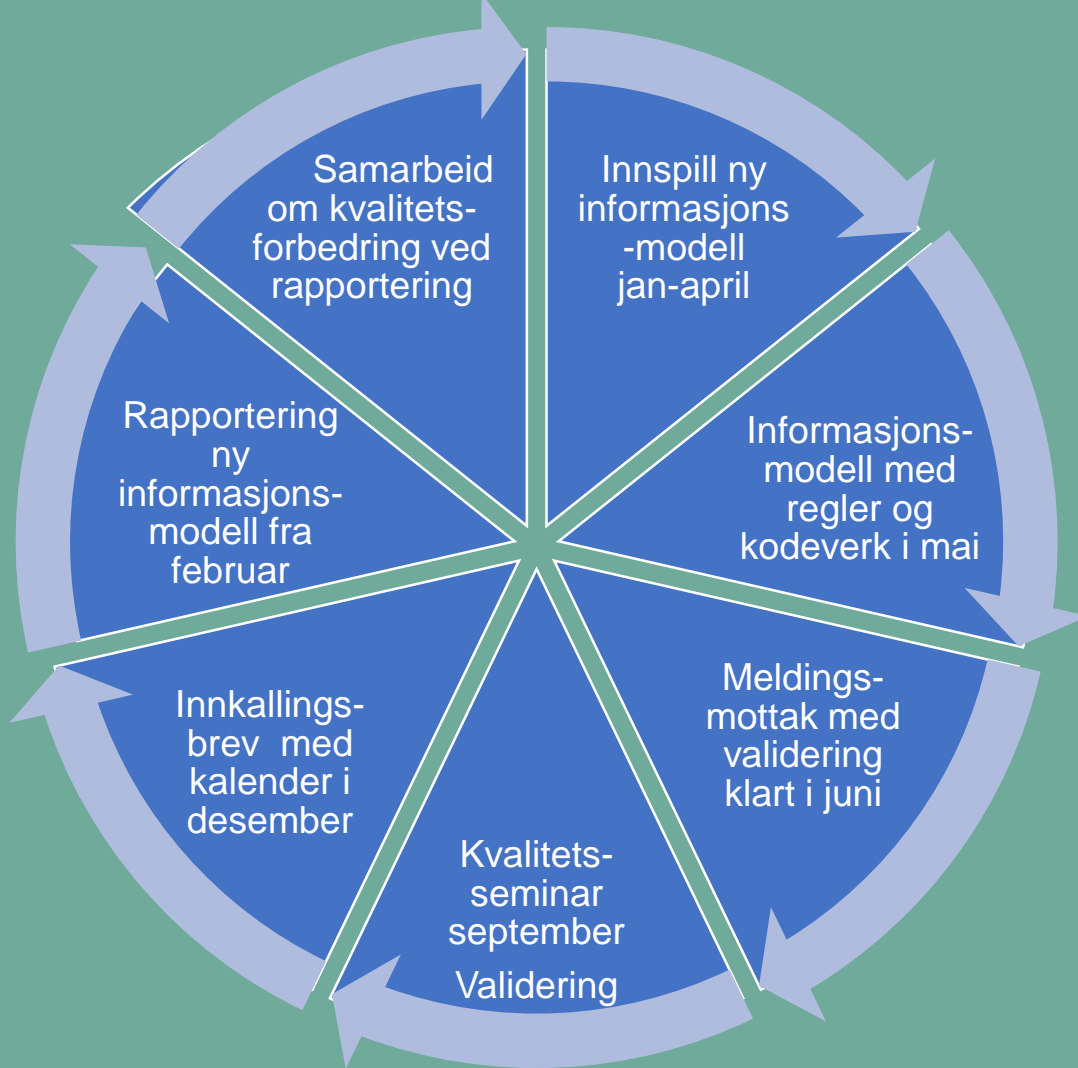 Samarbeid
om kvalitets-
forbedring ved
rapportering
Innspill ny
informasjons
-modell
jan-april
Informasjons-
modell med
regler og
kodeverk i mai
Meldings-
mottak med
validering
klart i juni
Kvalitets-
seminar
september
Validering
Innkallings-
brev med
kalender i
desember
Rapportering
ny
informasjons-
modell fra
februar